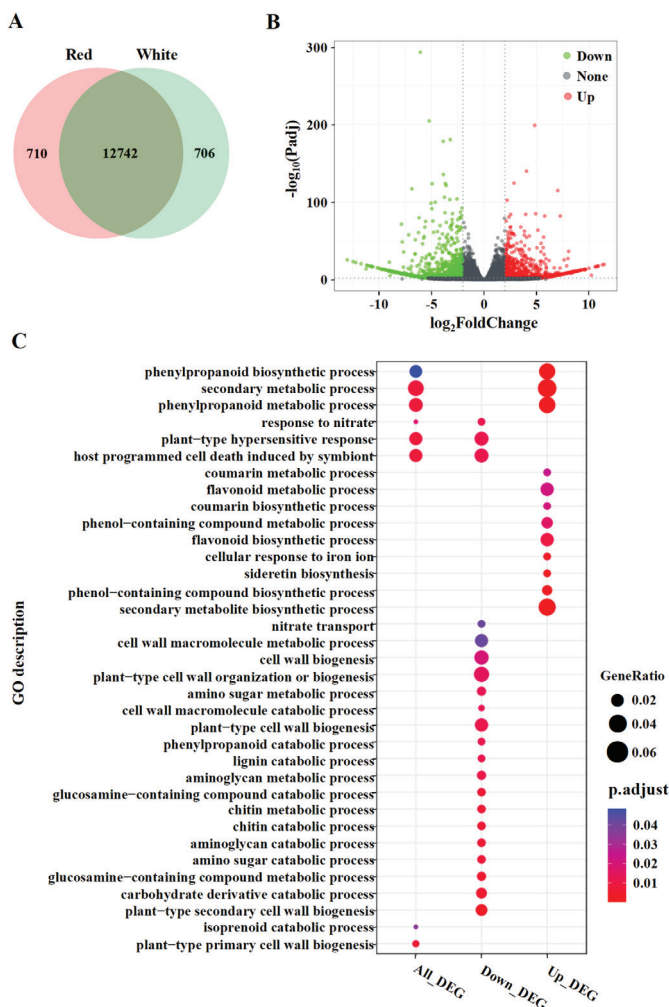 A
Red
White
710
12742
706
B
300
200
100
0
-log10(Padj)
Down
None
Up
-10
-5
0
5
10
log2FoldChange
C
GO description
phenylpropanoid biosynthetic process
secondary metabolic process
phenylpropanoid metabolic process
response to nitrate
plant-type hypersensitive response
host programmed cell death induced by symbiont
coumarin metabolic process
flavonoid metabolic process
coumarin biosynthetic process
phenol-containing compound metabolic process
flavonoid biosynthetic process
cellular response to iron ion
sideretin biosynthesis
phenol-containing compound biosynthetic process
secondary metabolite biosynthetic process
nitrate transport
cell wall macromolecule metabolic process
cell wall biogenesis
plant-type cell wall organization or biogenesis
amino sugar metabolic process
cell wall macromolecule catabolic process
plant-type cell wall biogenesis
phenylpropanoid catabolic process
lignin catabolic process
aminoglycan metabolic process
glucosamine-containing compound catabolic process
chitin metabolic process
chitin catabolic process
aminoglycan catabolic process
amino sugar catabolic process
glucosamine-containing compound metabolic process
carbohydrate derivative catabolic process
plant-type secondary cell wall biogenesis
isoprenoid catabolic process
plant-type primary cell wall biogenesis
All_DEG
Down_DEG
Up_DEG
GeneRatio
0.02
0.04
0.06
p.adjust
0.04
0.03
0.02
0.01